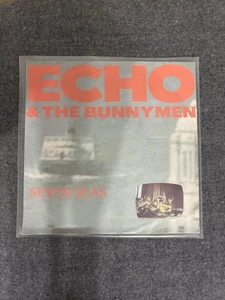 ECHO
& THE BUNNYMEN
SEVEN SEAS